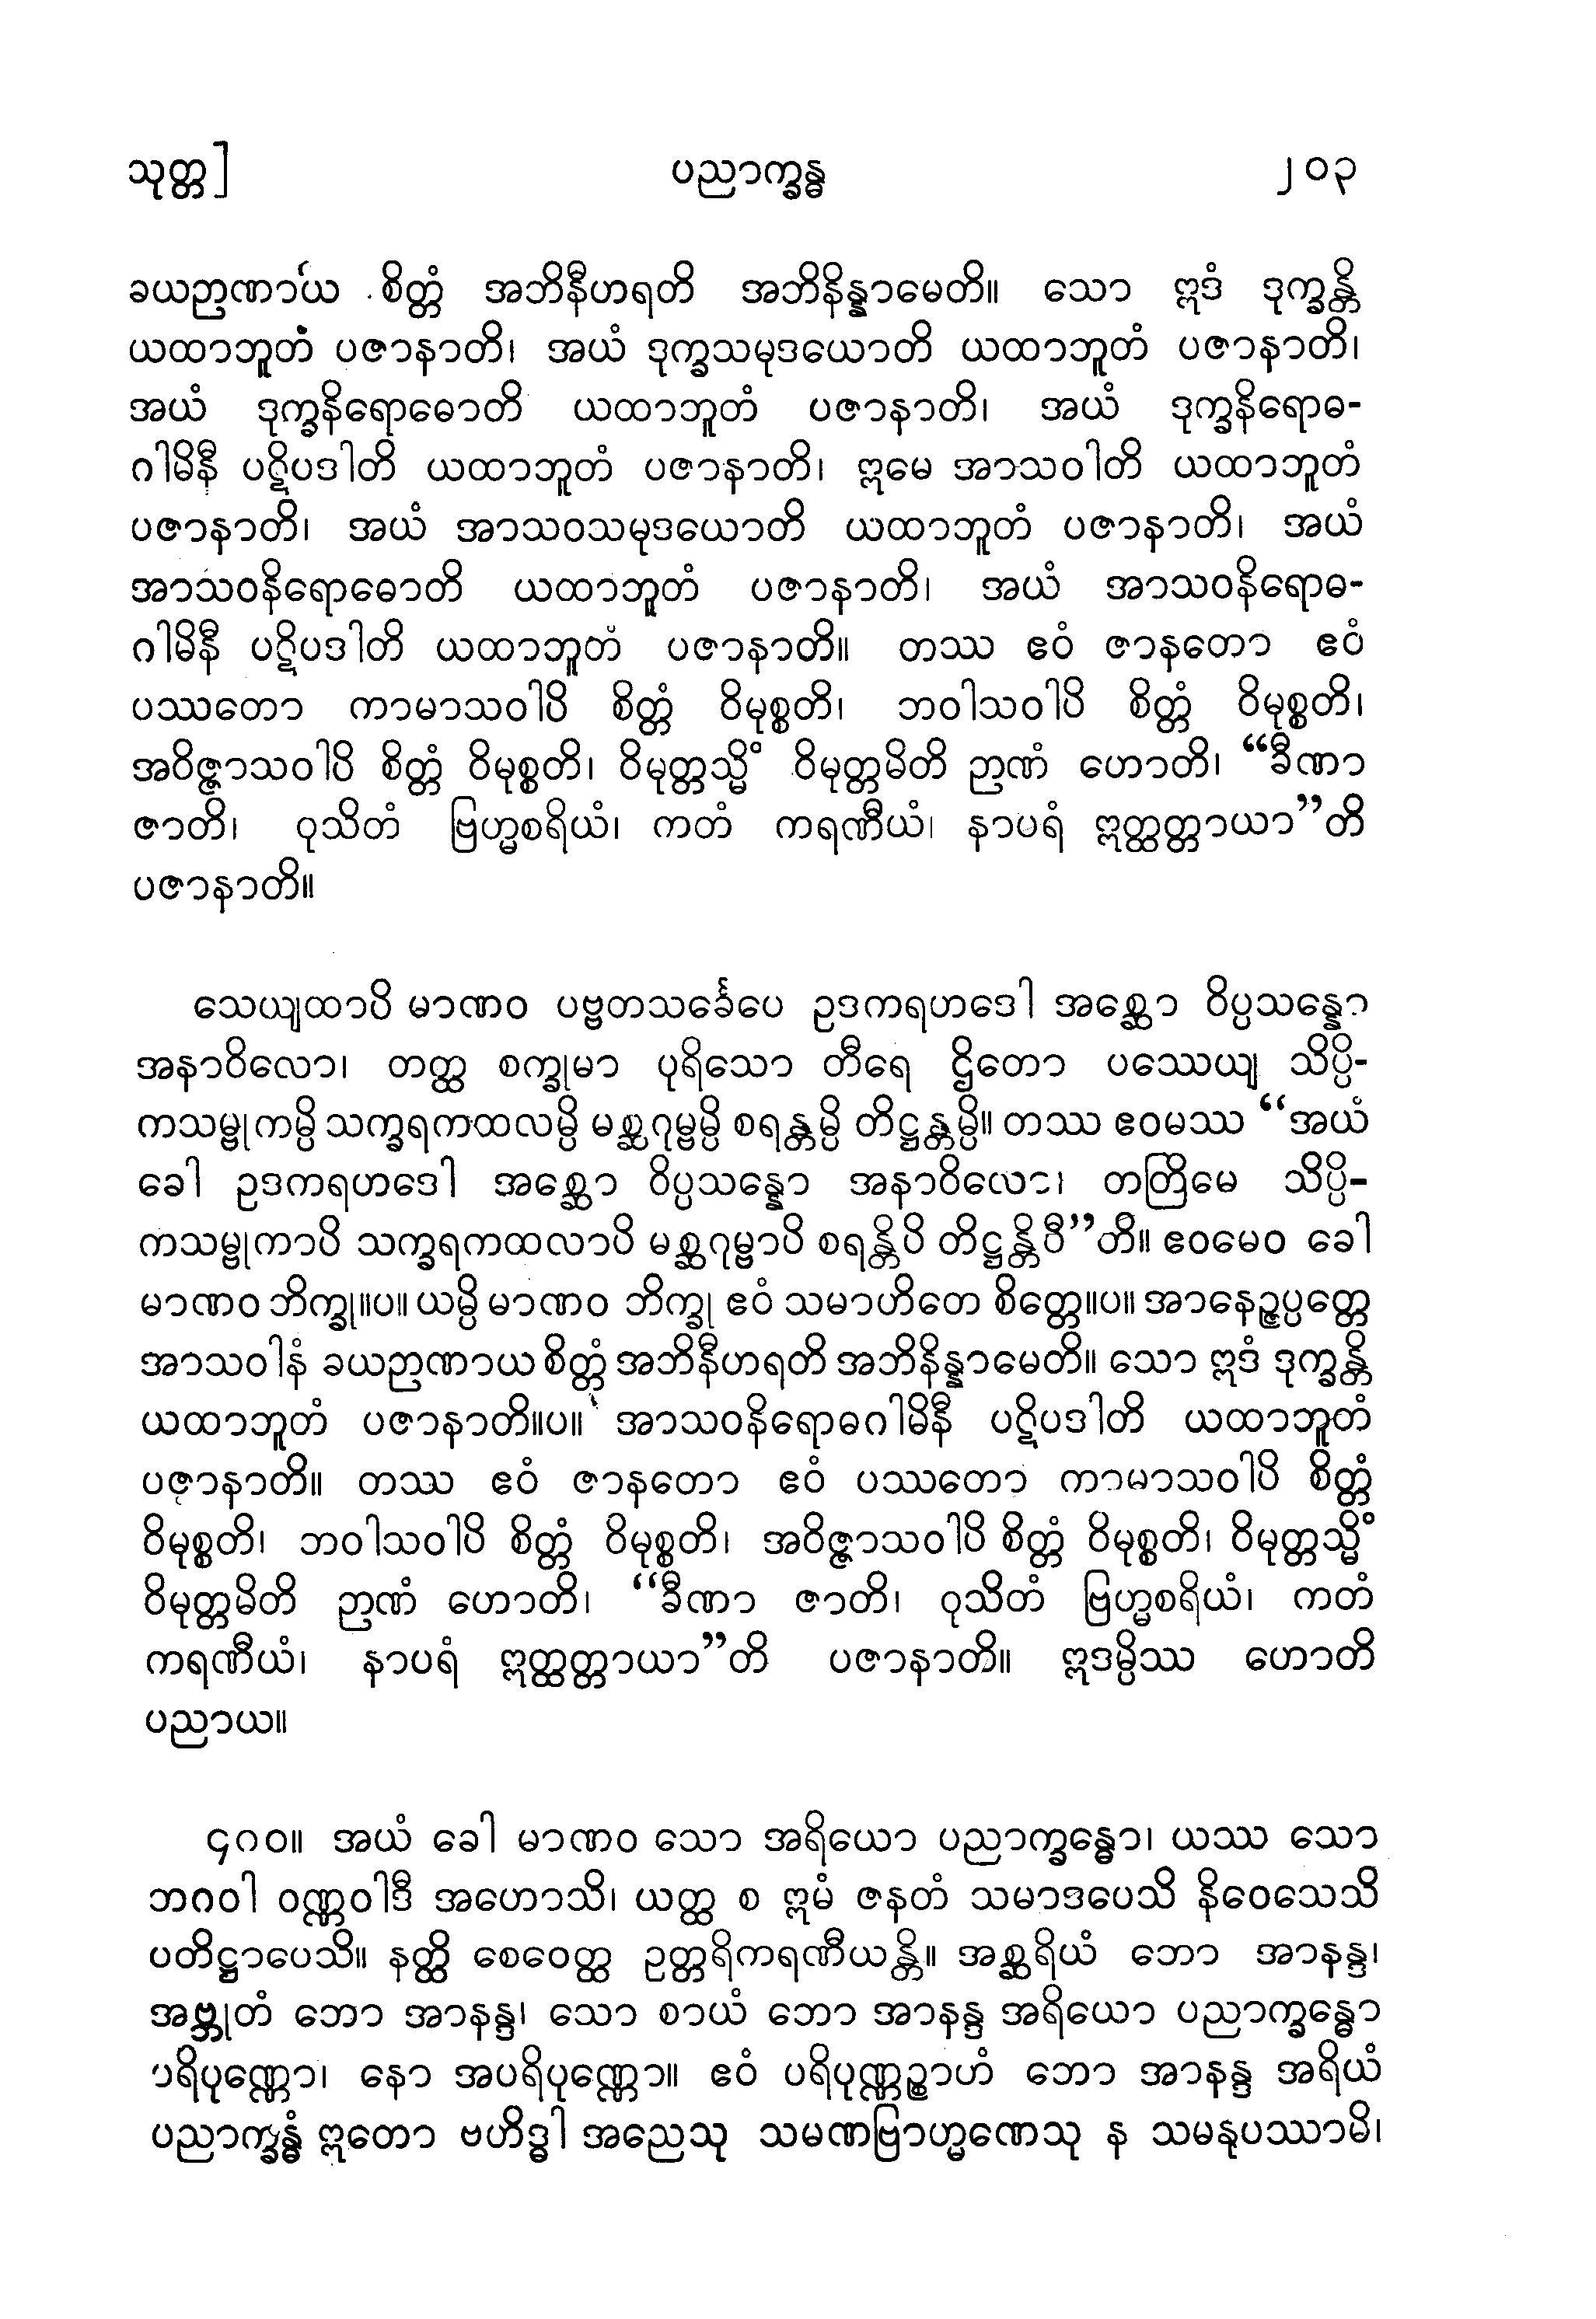 သုတ္တ] ပညာက္ခန္ဓ ၂၀၃
ခယဉာဏာယ စိတ္တံ အဘိနီဟရတိ အဘိနိန္နာမေတိ။ သော ဣဒံ ဒုက္ခန္တိ
ယထာဘူတံ ပဇာနာတိ၊ အယံ ဒုက္ခသမုဒယောတိ ယထာဘူတံ ပဇာနာတိ၊
အယံ ဒုက္ခနိရောဓောတိ ယထာဘူတံ ပဇာနာတိ၊ အယံ ဒုက္ခနိရောဓ-
ဂါမိနီ ပဋိပဒါတိ ယထာဘူတံ ပဇာနာတိ၊ ဣမေ အာသဝါတိ ယထာဘူတံ
ပဇာနာတိ၊ အယံ အာသဝသမုဒယောတိ ယထာဘူတံ ပဇာနာတိ၊ အယံ
အာသဝနိရောဓောတိ ယထာဘူတံ ပဇာနာတိ၊ အယံ အာသဝနိရောဓ-
ဂါမိနီ ပဋိပဒါတိ ယထာဘူတံ ပဇာနာတိ။ တဿ ဧဝံ ဇာနတော ဧဝံ
ပဿတော ကာမာသဝါပိ စိတ္တံ ဝိမုစ္စတိ၊ ဘဝါသဝါပိ စိတ္တံ ဝိမုစ္စတိ၊
အဝိဇ္ဇာသဝါပိ စိတ္တံ ဝိမုစ္စတိ၊ ဝိမုတ္တသ္မိံ ဝိမုတ္တမိတိ ဉာဏံ ဟောတိ၊ “ခီဏာ
ဇာတိ၊ ဝုသိတံ ဗြဟ္မစရိယံ၊ ကတံ ကရဏီယံ၊ နာပရံ ဣတ္ထတ္တာယာ”တိ
ပဇာနာတိ။
သေယျထာပိ မာဏဝ ပဗ္ဗတသင်္ခေပေ ဥဒကရဟဒေါ အစ္ဆော ဝိပ္ပသန္နော
အနာဝိလော၊ တတ္ထ စက္ခုမာ ပုရိသော တီရေ ဌိတော ပဿေယျ သိပ္ပိ-
ကသမ္ဗုကမ္ပိ သက္ခရကထလမ္ပိ မစ္ဆဂုမ္ဗမ္ပိ စရန္တမ္ပိ တိဋ္ဌန္တမ္ပိ။ တဿ ဧဝမဿ “အယံ
ခေါ ဥဒကရဟဒေါ အစ္ဆော ဝိပ္ပသန္နော အနာဝိလော၊ တတြိမေ သိပ္ပိ-
ကသမ္ဗုကာပိ သက္ခရကထလာပိ မစ္ဆဂုမ္ဗာပိ စရန္တိပိ တိဋ္ဌန္တိပီ”တိ။ ဧဝမေဝ ခေါ
မာဏဝ ဘိက္ခု။ပ။ ယမ္ပိ မာဏဝ ဘိက္ခု ဧဝံ သမာဟိတေ စိတ္တေ။ပ။ အာနေဉ္ဇပ္ပတ္တေ
အာသဝါနံ ခယဉာဏာယ စိတ္တံ အဘိနီဟရတိ အဘိနိန္နာမေတိ။ သော ဣဒံ ဒုက္ခန္တိ
ယထာဘူတံ ပဇာနာတိ။ပ။ အာသဝနိရောဓဂါမိနီ ပဋိပဒါတိ ယထာဘူတံ
ပဇာနာတိ။ တဿ ဧဝံ ဇာနတော ဧဝံ ပဿတော ကာမာသဝါပိ စိတ္တံ
ဝိမုစ္စတိ၊ ဘဝါသဝါပိ စိတ္တံ ဝိမုစ္စတိ၊ အဝိဇ္ဇာသဝါပိ စိတ္တံ ဝိမုစ္စတိ၊ ဝိမုတ္တသ္မိံ
ဝိမုတ္တမိတိ ဉာဏံ ဟောတိ၊ “ခီဏာ ဇာတိ၊ ဝုသိတံ ဗြဟ္မစရိယံ၊ ကတံ
ကရဏီယံ၊ နာပရံ ဣတ္ထတ္တာယာ”တိ ပဇာနာတိ။ ဣဒမ္ပိဿ ဟောတိ
ပညာယ။
၄၈၀။ အယံ ခေါ မာဏဝ သော အရိယော ပညာက္ခန္ဓော၊ ယဿ သော
ဘဂဝါ ဝဏ္ဏဝါဒီ အဟောသိ၊ ယတ္ထ စ ဣမံ ဇနတံ သမာဒပေသိ နိဝေသေသိ
ပတိဋ္ဌာပေသိ။ နတ္ထိ စေဝေတ္ထ ဥတ္တရိကရဏီယန္တိ။ အစ္ဆရိယံ ဘော အာနန္ဒ၊
အဗ္ဘုတံ ဘော အာနန္ဒ၊ သော စာယံ ဘော အာနန္ဒ အရိယော ပညာက္ခန္ဓော
ပရိပုဏ္ဏော၊ နော အပရိပုဏ္ဏော။ ဧဝံ ပရိပုဏ္ဏဉ္စာဟံ ဘော အာနန္ဒ အရိယံ
ပညာက္ခန္ဓံ ဣတော ဗဟိဒ္ဓါ အညေသု သမဏဗြာဟ္မဏေသု န သမနုပဿာမိ၊